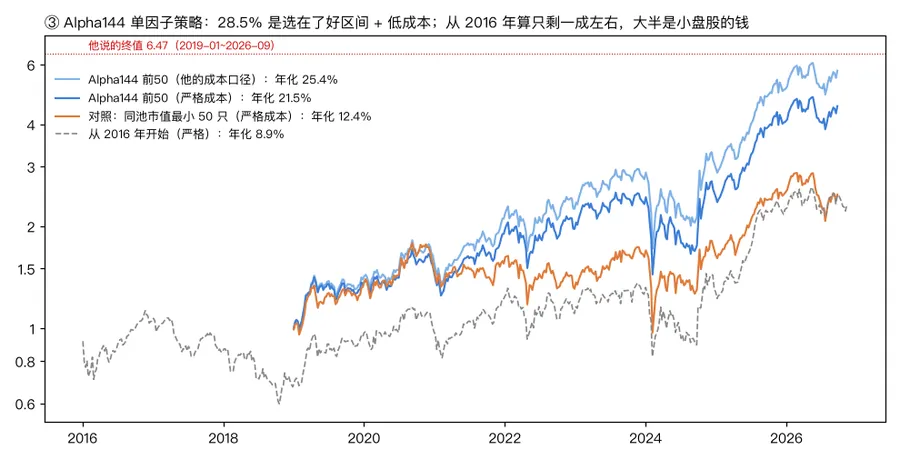 ③ Alpha144 单因子策略：28.5% 是选在了好区间 + 低成本；从 2016 年算只剩一成左右，大半是小盘股的钱
他说的终值 6.47（2019-01~2026-09）
Alpha144 前50（他的成本口径）：年化 25.4%
Alpha144 前50（严格成本）：年化 21.5%
对照：同池市值最小 50 只（严格成本）：年化 12.4%
从 2016 年开始（严格）：年化 8.9%
6
4
3
2
1.5
1
0.8
0.6
2016
2018
2020
2022
2024
2026